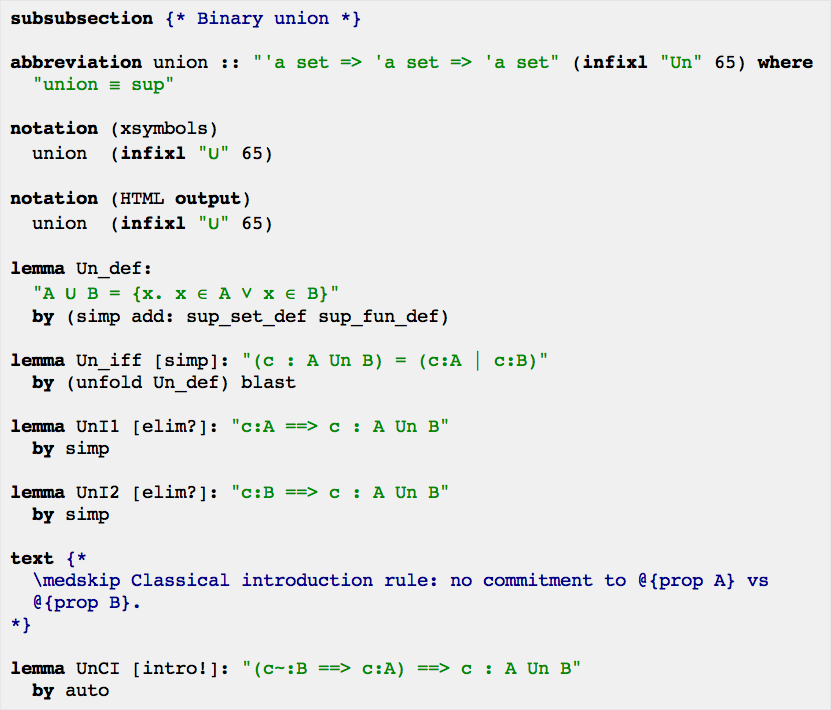 subsubsection {* Binary union *}
abbreviation union :: "'a set => 'a set => 'a set" (infixl "Un" 65) where
"union ≡ sup"
notation (xsymbols)
union (infixl "∪" 65)
notation (HTML output)
union (infixl "∪" 65)
lemma Un_def:
"A ∪ B = {x. x ∈ A ∨ x ∈ B}"
by (simp add: sup_set_def sup_fun_def)
lemma Un_iff [simp]: "(c : A Un B) = (c:A | c:B)"
by (unfold Un_def) blast
lemma UnI1 [elim?]: "c:A ==> c : A Un B"
by simp
lemma UnI2 [elim?]: "c:B ==> c : A Un B"
by simp
text {*
\medskip Classical introduction rule: no commitment to @{prop A} vs
@{prop B}.
*}
lemma UnCI [intro!]: "(c~:B ==> c:A) ==> c : A Un B"
by auto